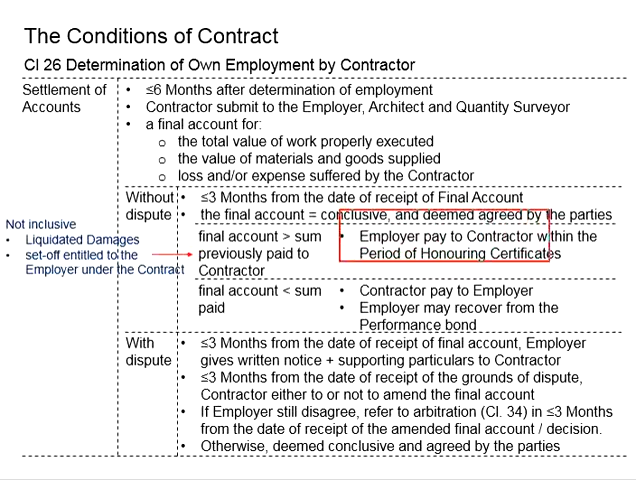 The Conditions of Contract
Cl 26 Determination of Own Employment by Contractor
Settlement of Accounts
• ≤6 Months after determination of employment
• Contractor submit to the Employer, Architect and Quantity Surveyor
• a final account for:
o the total value of work properly executed
o the value of materials and goods supplied
o loss and/or expense suffered by the Contractor
Without dispute
• ≤3 Months from the date of receipt of Final Account
• the final account = conclusive, and deemed agreed by the parties
Not inclusive
• Liquidated Damages
• set-off entitled to the
Employer under the Contract
final account > sum
previously paid to
Contractor
• Employer pay to Contractor within the
Period of Honouring Certificates
final account < sum
paid
• Contractor pay to Employer
• Employer may recover from the
Performance bond
With
dispute
• ≤3 Months from the date of receipt of final account, Employer
gives written notice + supporting particulars to Contractor
• ≤3 Months from the date of receipt of the grounds of dispute,
Contractor either to or not to amend the final account
• If Employer still disagree, refer to arbitration (Cl. 34) in ≤3 Months
from the date of receipt of the amended final account / decision.
• Otherwise, deemed conclusive and agreed by the parties